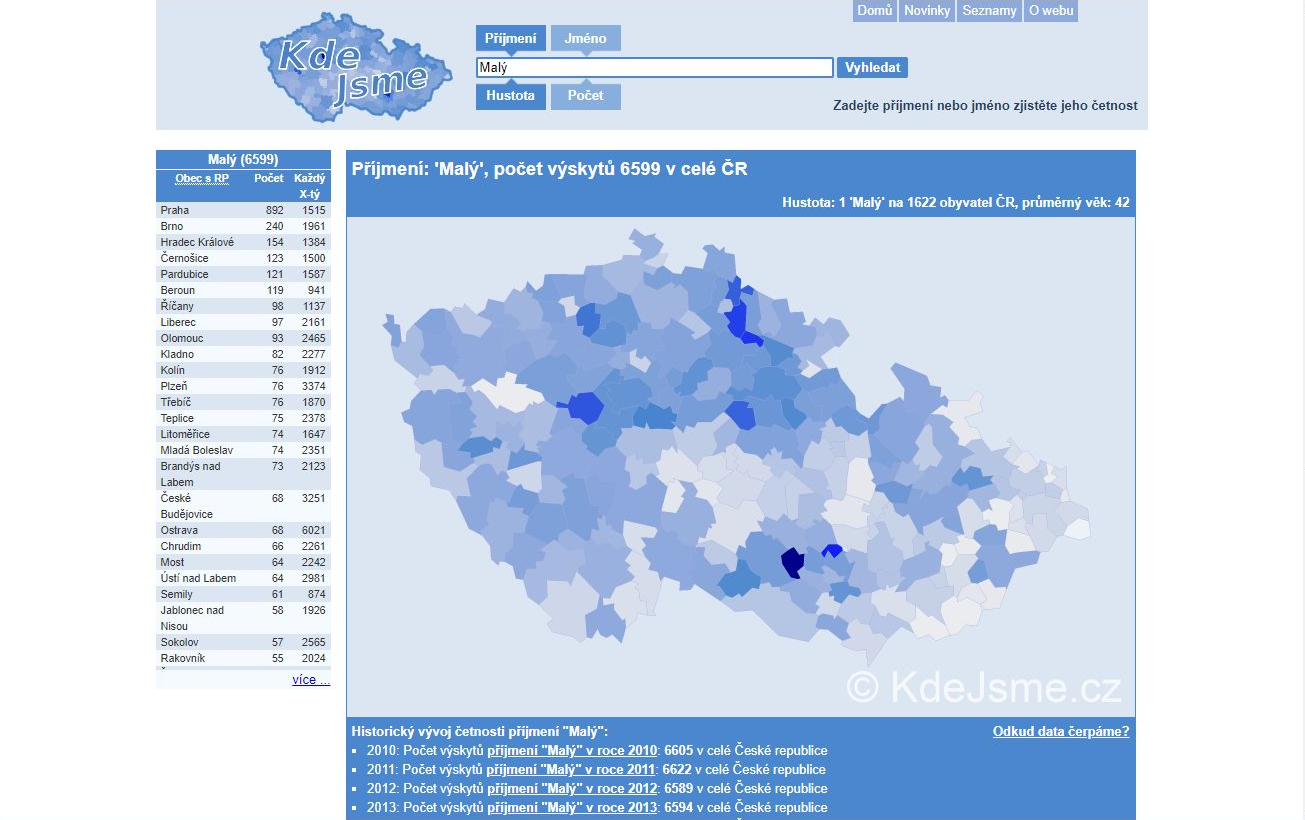 Domů Novinky Seznamy O webu
Kde
Jsme
Příjmení Jméno
Malý Vyhledat
Hustota Počet
Zadejte příjmení nebo jméno zjistěte jeho četnost
Malý (6599)
Obec s RP Počet Každý
X-tý
Praha 892 1515
Brno 240 1961
Hradec Králové 154 1384
Černošice 123 1500
Pardubice 121 1587
Beroun 119 941
Říčany 98 1137
Liberec 97 2161
Olomouc 93 2465
Kladno 82 2277
Kolín 76 1912
Plzeň 76 3374
Třebíč 76 1870
Teplice 75 2378
Litoměřice 74 1647
Mladá Boleslav 74 2351
Brandýs nad 73 2123
Labem
České 68 3251
Budějovice
Ostrava 68 6021
Chrudim 66 2261
Most 64 2242
Ústí nad Labem 64 2981
Semily 61 874
Jablonec nad 58 1926
Nisou
Sokolov 57 2565
Rakovník 55 2024
více ...
Příjmení: 'Malý', počet výskytů 6599 v celé ČR
Hustota: 1 'Malý' na 1622 obyvatel ČR, průměrný věk: 42
© KdeJsme.cz
Historický vývoj četnosti příjmení "Malý": Odkud data čerpáme?
2010: Počet výskytů příjmení "Malý" v roce 2010: 6605 v celé České republice
2011: Počet výskytů příjmení "Malý" v roce 2011: 6622 v celé České republice
2012: Počet výskytů příjmení "Malý" v roce 2012: 6589 v celé České republice
2013: Počet výskytů příjmení "Malý" v roce 2013: 6594 v celé České republice